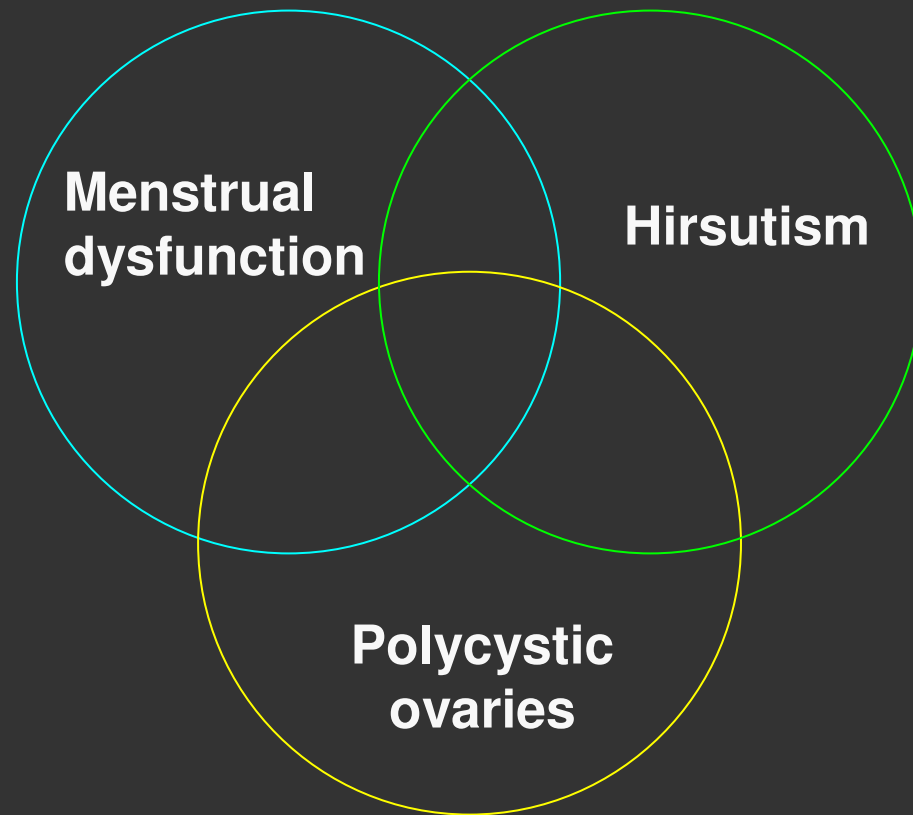 Menstrual
dysfunction
Hirsutism
Polycystic
ovaries